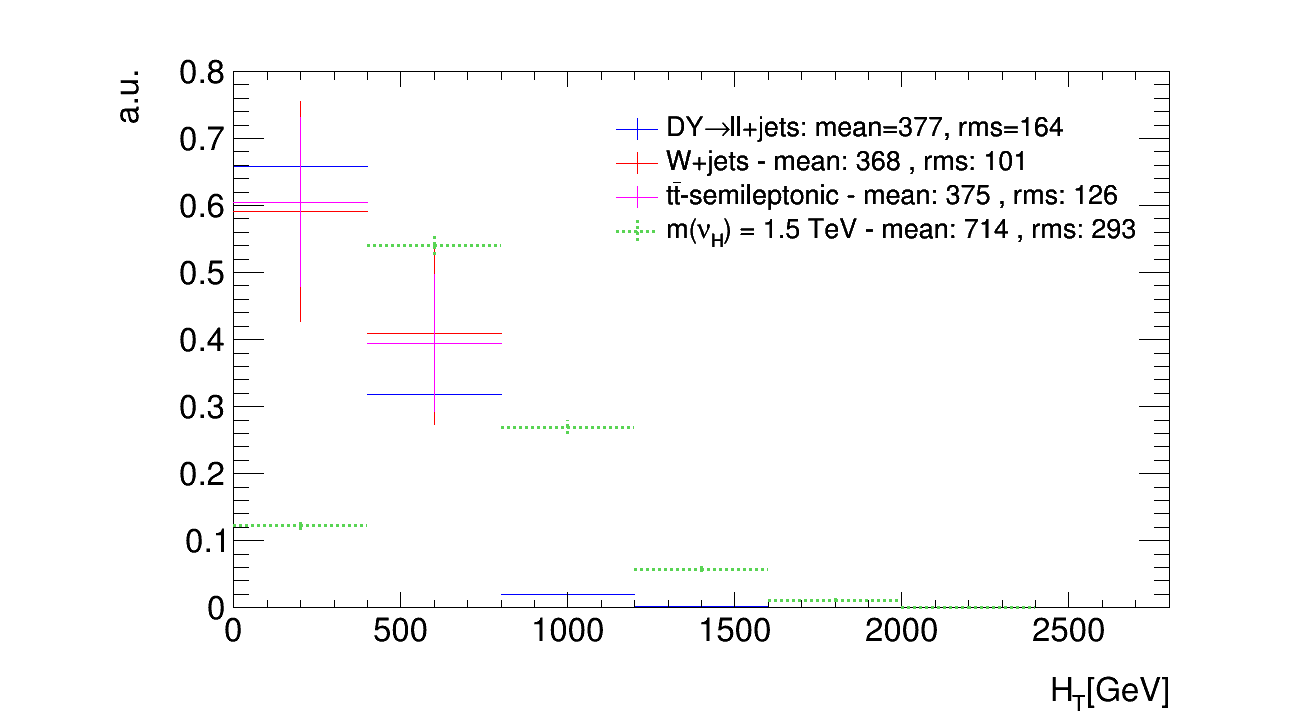 a.u.
0.8
0.7
0.6
0.5
0.4
0.3
0.2
0.1
0
DY→ll+jets: mean=377, rms=164
W+jets - mean: 368 , rms: 101
tt̄-semileptonic - mean: 375 , rms: 126
m(ν_H) = 1.5 TeV - mean: 714 , rms: 293
0 500 1000 1500 2000 2500
H_T[GeV]